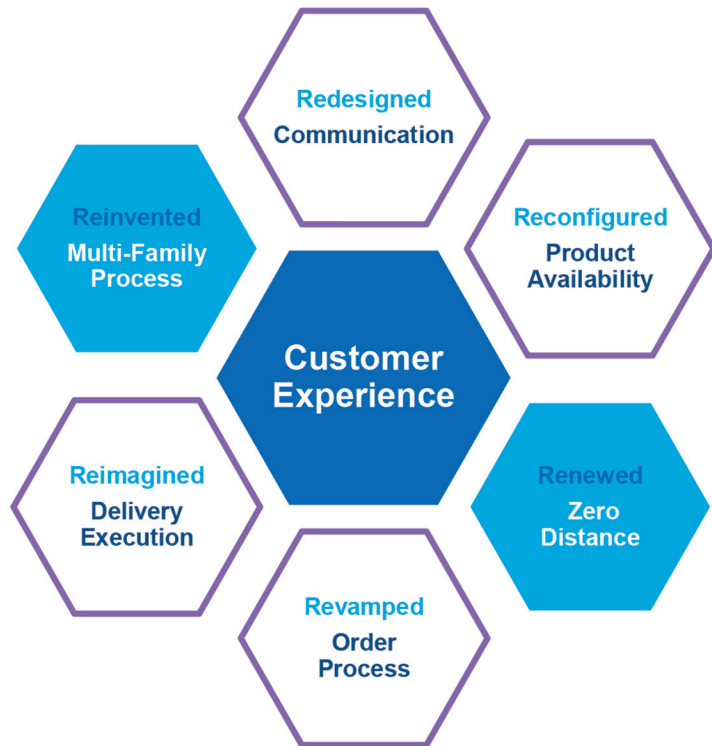 Redesigned
Communication
Reinvented
Multi-Family
Process
Reconfigured
Product
Availability
Customer
Experience
Reimagined
Delivery
Execution
Renewed
Zero
Distance
Revamped
Order
Process